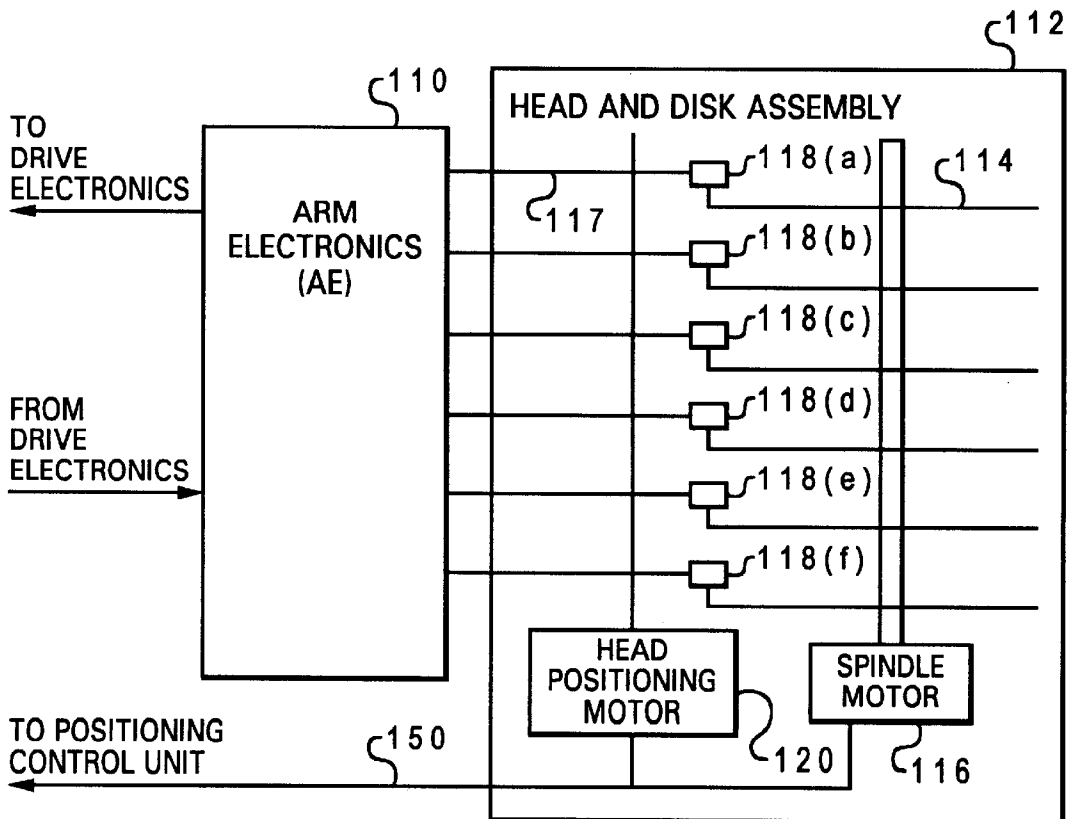 112
110
HEAD AND DISK ASSEMBLY
TO
DRIVE
ELECTRONICS
118(a)
114
ARM
ELECTRONICS
(AE)
117
118(b)
118(c)
118(d)
FROM
DRIVE
ELECTRONICS
118(e)
118(f)
HEAD
POSITIONING
MOTOR
SPINDLE
MOTOR
TO POSITIONING
CONTROL UNIT
150
120
116